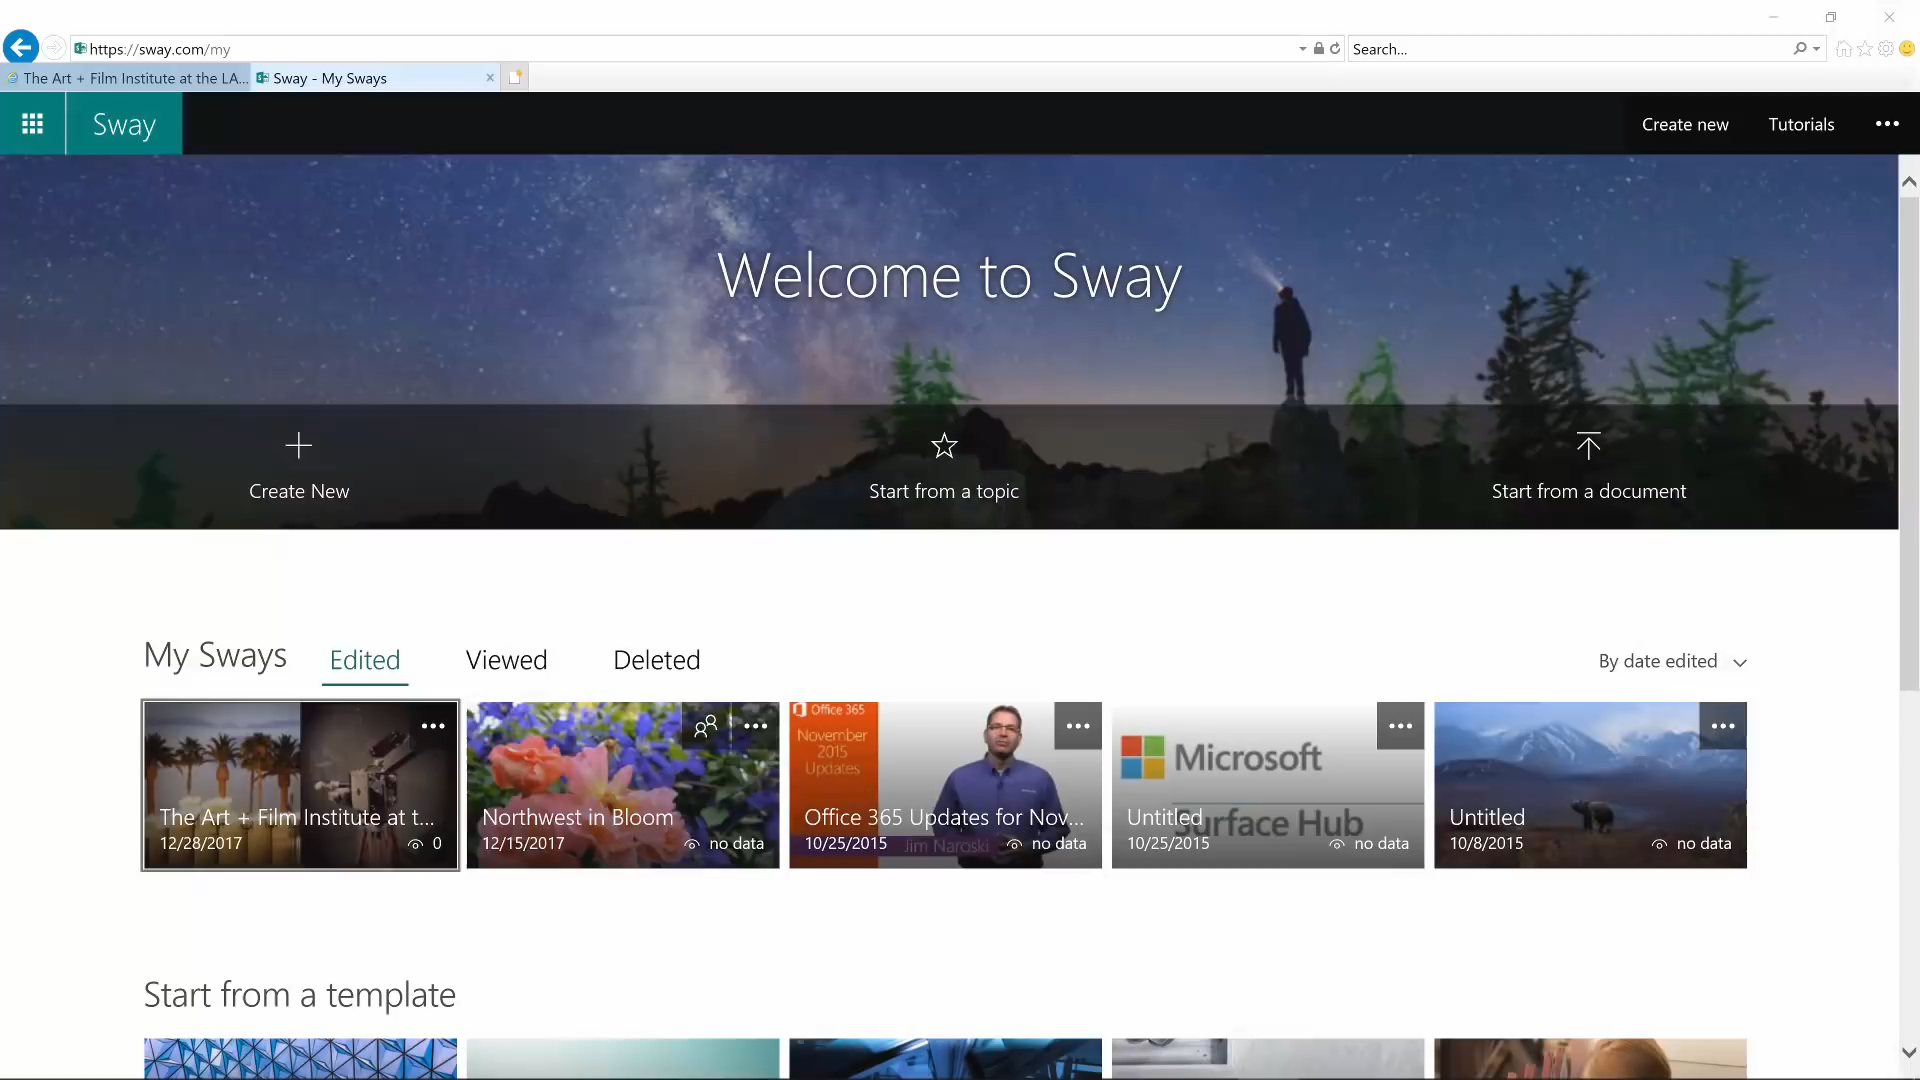 https://sway.com/my
Search...
The Art + Film Institute at the LA...
Sway - My Sways
Sway
Create new
Tutorials
Welcome to Sway
Create New
Start from a topic
Start from a document
My Sways
Edited
Viewed
Deleted
By date edited
The Art + Film Institute at t...
12/28/2017
0
Northwest in Bloom
12/15/2017
no data
Office 365
November
2015
Updates
Office 365 Updates for Nov...
Jim Naroski
10/25/2015
no data
Microsoft
Surface Hub
Untitled
10/25/2015
no data
Untitled
10/8/2015
no data
Start from a template